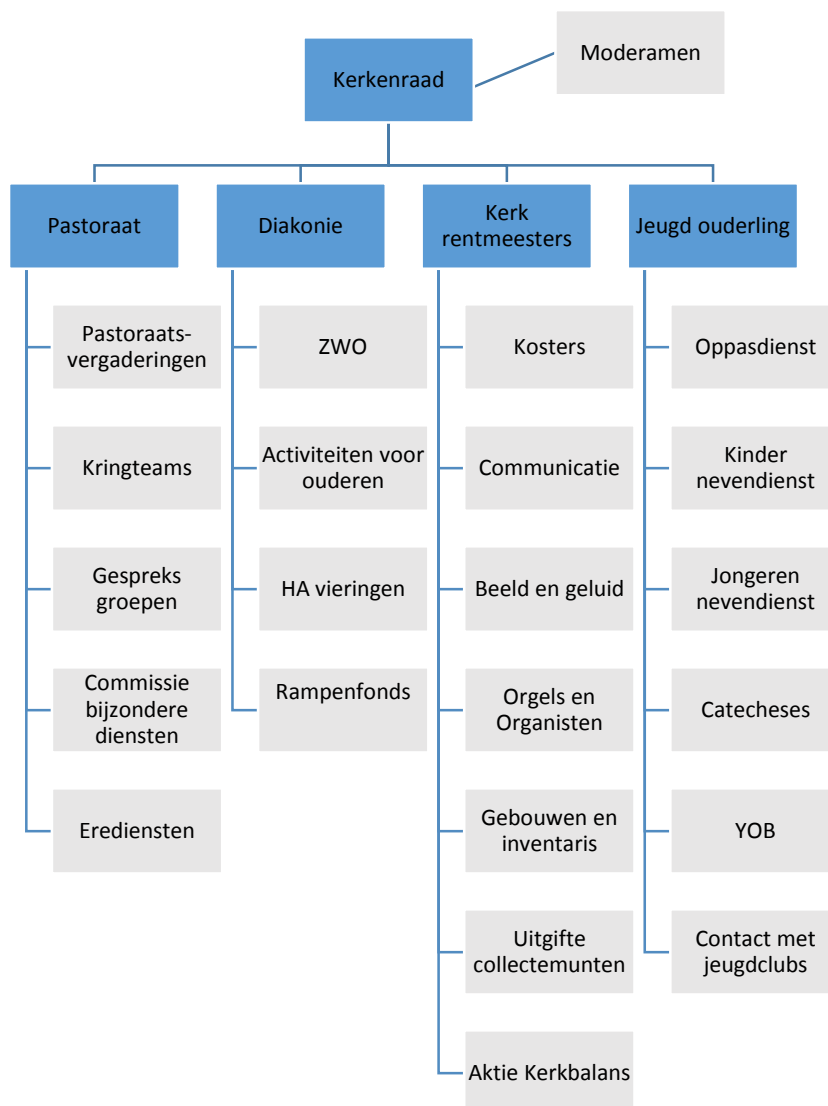 Moderamen
Kerkenraad
Pastoraat
Diakonie
Kerk
rentmeesters
Jeugd ouderling
Pastoraats-
vergaderingen
Kringteams
Gespreks
groepen
Commissie
bijzondere
diensten
Erediensten
ZWO
Activiteiten voor
ouderen
HA vieringen
Rampenfonds
Kosters
Communicatie
Beeld en geluid
Orgels en
Organisten
Gebouwen en
inventaris
Uitgifte
collectemunten
Aktie Kerkbalans
Oppasdienst
Kinder
nevendienst
Jongeren
nevendienst
Catecheses
YOB
Contact met
jeugdclubs